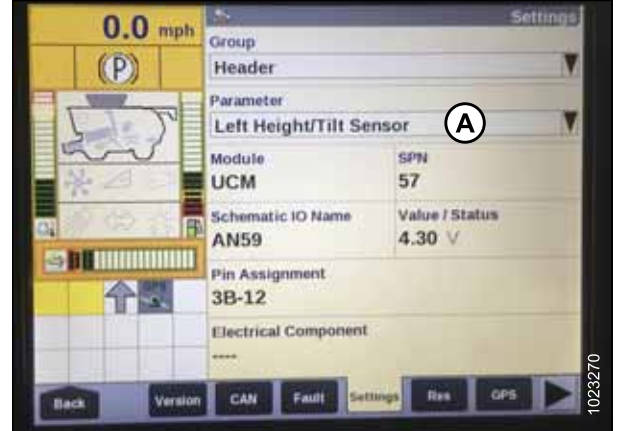 0.0 mph
(P)
Settings
Group
Header
Parameter
Left Height/Tilt Sensor
A
Module
SPN
UCM
57
Schematic IO Name
Value / Status
AN59
4.30 V
Pin Assignment
3B-12
Electrical Component
----
GPS
Back
Version
CAN
Fault
Settings
Res
GPS
1023270